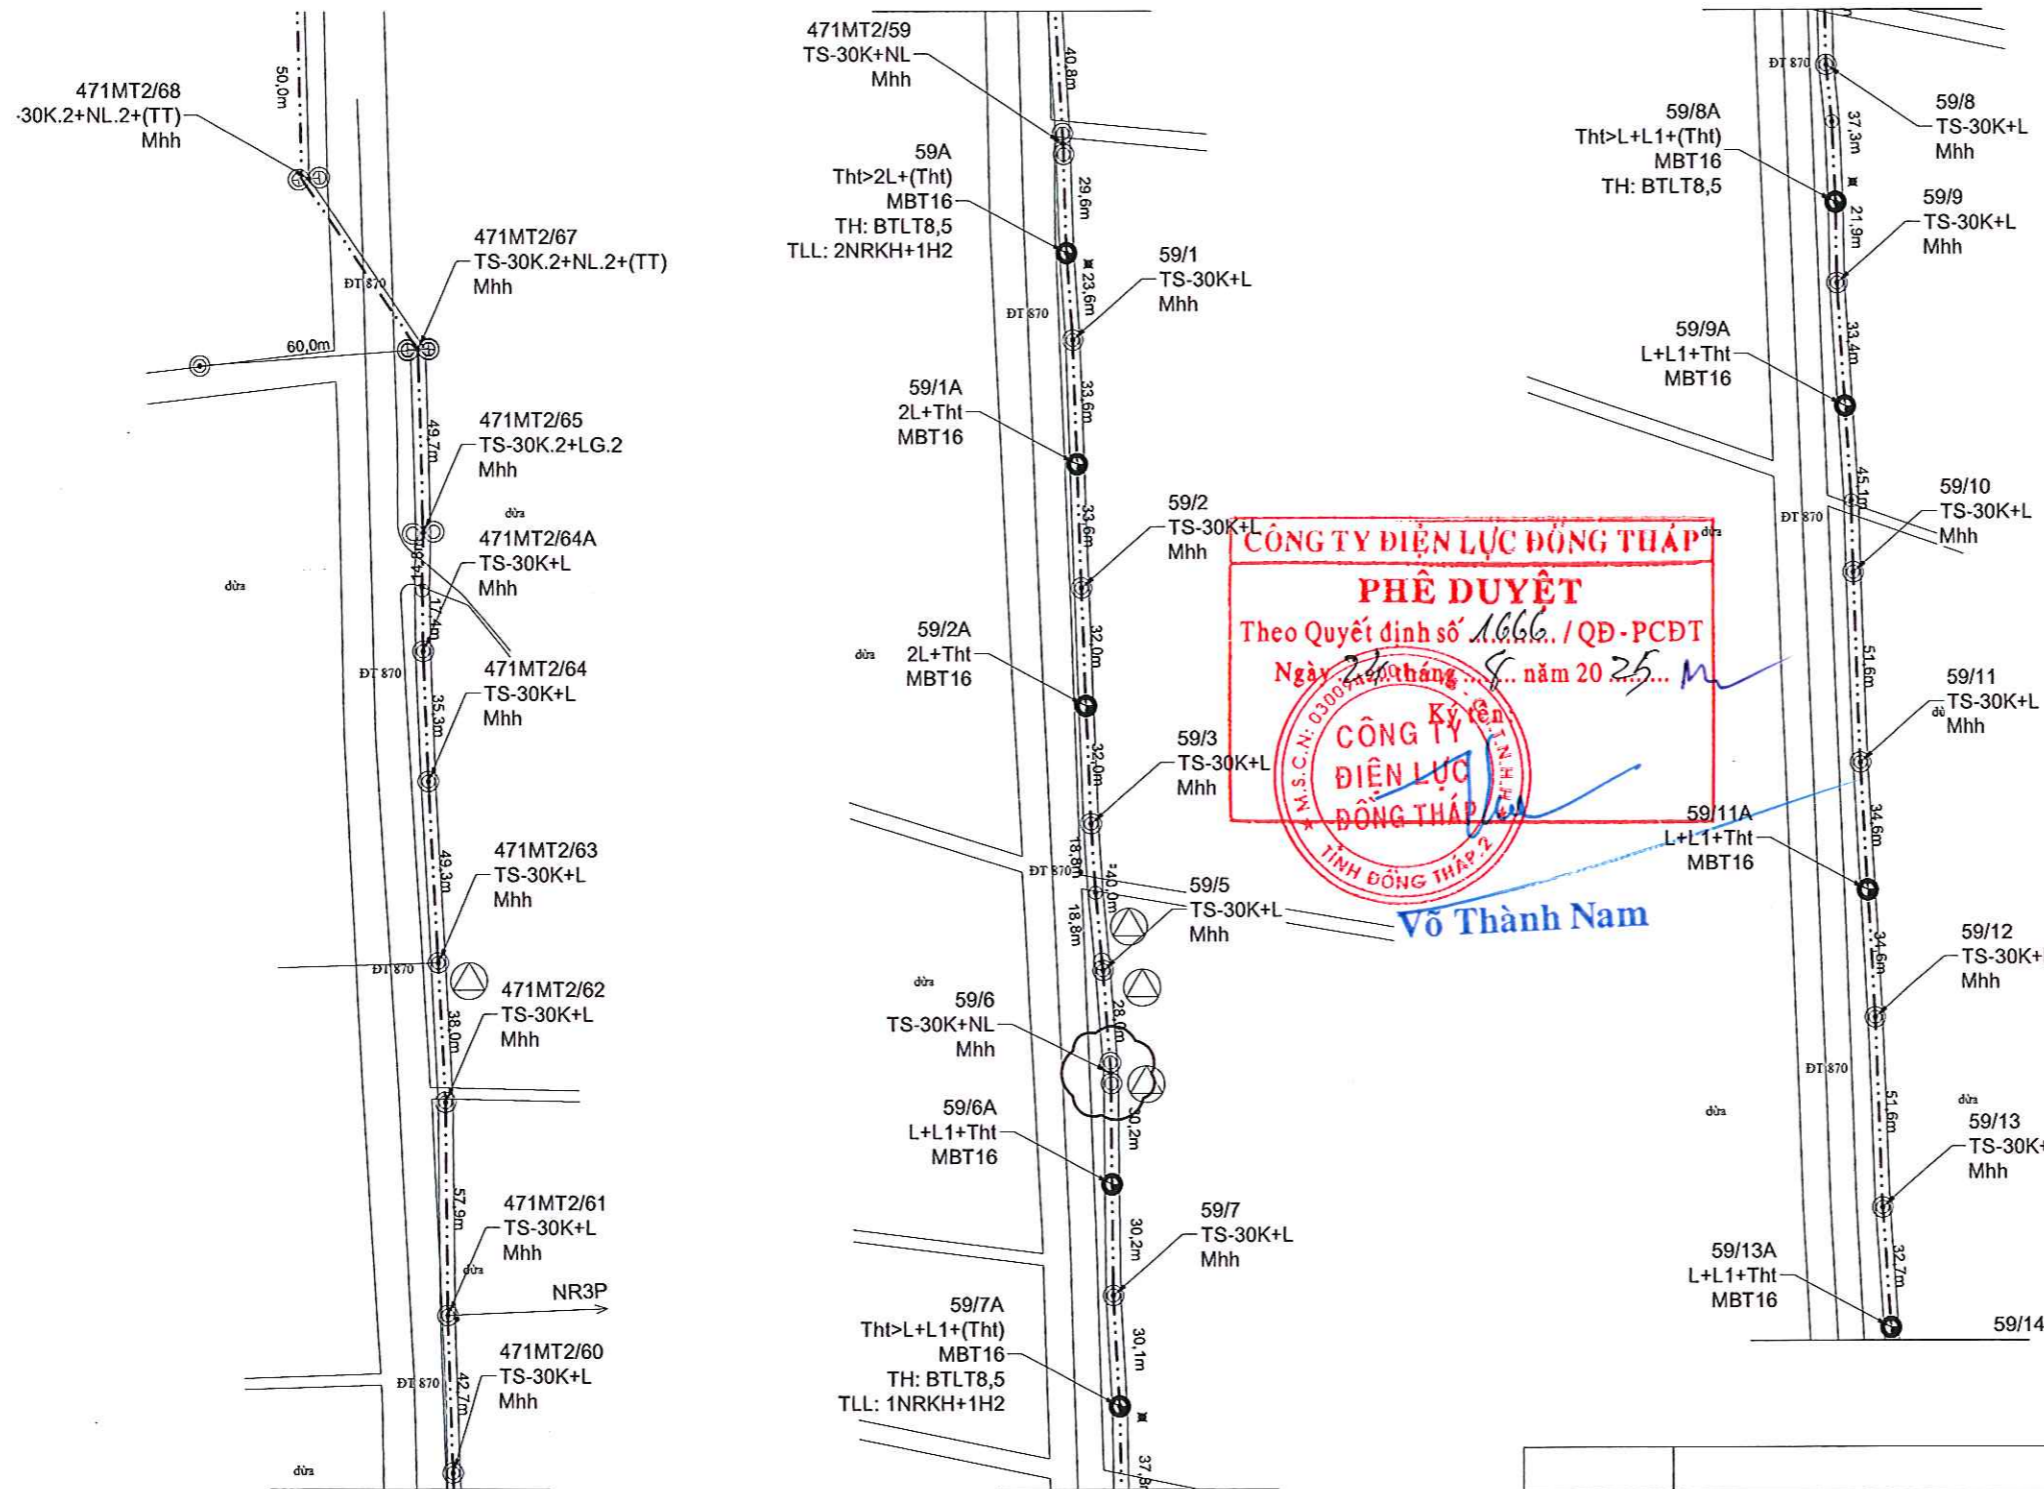 50,0m
471MT2/68
-30K.2+NL.2+(TT)
Mhh
471MT2/67
TS-30K.2+NL.2+(TT)
Mhh
ĐT 870
60,0m
471MT2/65
TS-30K.2+LG.2
Mhh
49,7m
dừa
471MT2/64A
TS-30K+L
Mhh
dừa
17,4m
ĐT 870
471MT2/64
TS-30K+L
Mhh
35,3m
471MT2/63
TS-30K+L
Mhh
49,3m
ĐT 870
471MT2/62
TS-30K+L
Mhh
38,0m
471MT2/61
TS-30K+L
Mhh
57,9m
dừa
NR3P
471MT2/60
TS-30K+L
Mhh
ĐT 870
42,7m
dừa
471MT2/59
TS-30K+NL
Mhh
40,8m
59A
Tht>2L+(Tht)
MBT16
TH: BTLT8,5
TLL: 2NRKH+1H2
29,6m
59/1
TS-30K+L
Mhh
23,6m
ĐT 870
59/1A
2L+Tht
MBT16
33,6m
59/2
TS-30K+L
Mhh
33,6m
59/2A
2L+Tht
MBT16
dừa
32,0m
59/3
TS-30K+L
Mhh
32,0m
18,8m
ĐT 870
40,0m
59/5
TS-30K+L
Mhh
18,8m
dừa
59/6
TS-30K+NL
Mhh
28,0m
59/6A
L+L1+Tht
MBT16
30,2m
59/7
TS-30K+L
Mhh
30,2m
59/7A
Tht>L+L1+(Tht)
MBT16
TH: BTLT8,5
TLL: 1NRKH+1H2
30,1m
CÔNG TY ĐIỆN LỰC ĐỒNG THÁP
PHÊ DUYỆT
Theo Quyết định số 1666 / QĐ-PCĐT
Ngày 24 tháng 8 năm 20 25
Ký tên
CÔNG TY
ĐIỆN LỰC
ĐỒNG THÁP
TỈNH ĐỒNG THÁP
Võ Thành Nam
ĐT 870
59/8
TS-30K+L
Mhh
59/8A
Tht>L+L1+(Tht)
MBT16
TH: BTLT8,5
37,3m
59/9
TS-30K+L
Mhh
21,9m
59/9A
L+L1+Tht
MBT16
33,4m
59/10
TS-30K+L
Mhh
45,1m
ĐT 870
dừa
59/11
TS-30K+L
Mhh
51,6m
59/11A
L+L1+Tht
MBT16
34,6m
59/12
TS-30K+
Mhh
34,6m
ĐT 870
dừa
dừa
59/13
TS-30K+
Mhh
51,6m
59/13A
L+L1+Tht
MBT16
32,7m
59/14